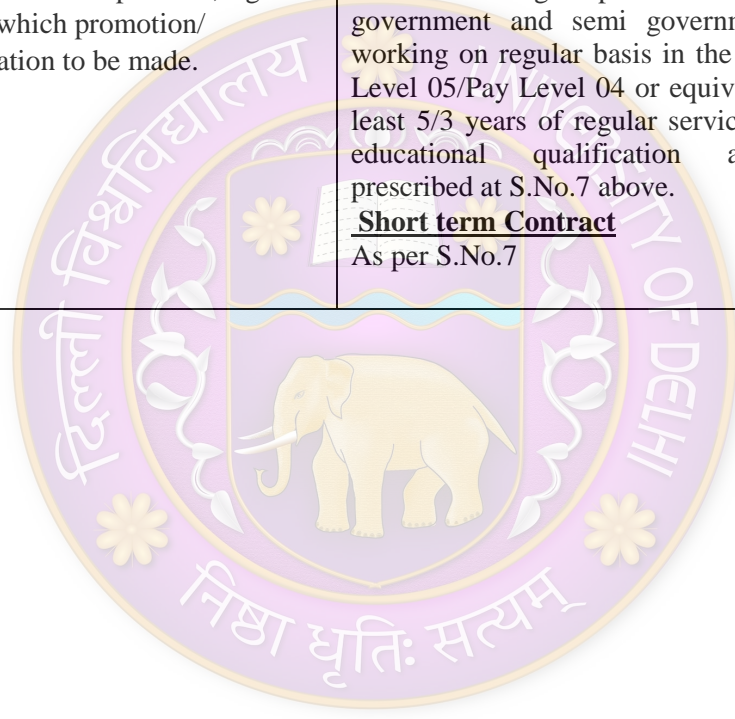 which promotion/
ation to be made.
government and semi governm
working on regular basis in the
Level 05/Pay Level 04 or equiv
least 5/3 years of regular servic
educational qualification a
prescribed at S.No.7 above.
Short term Contract
As per S.No.7
दिल्ली विश्वविद्यालय
UNIVERSITY OF DELHI
निष्ठा धृतिः सत्यम्